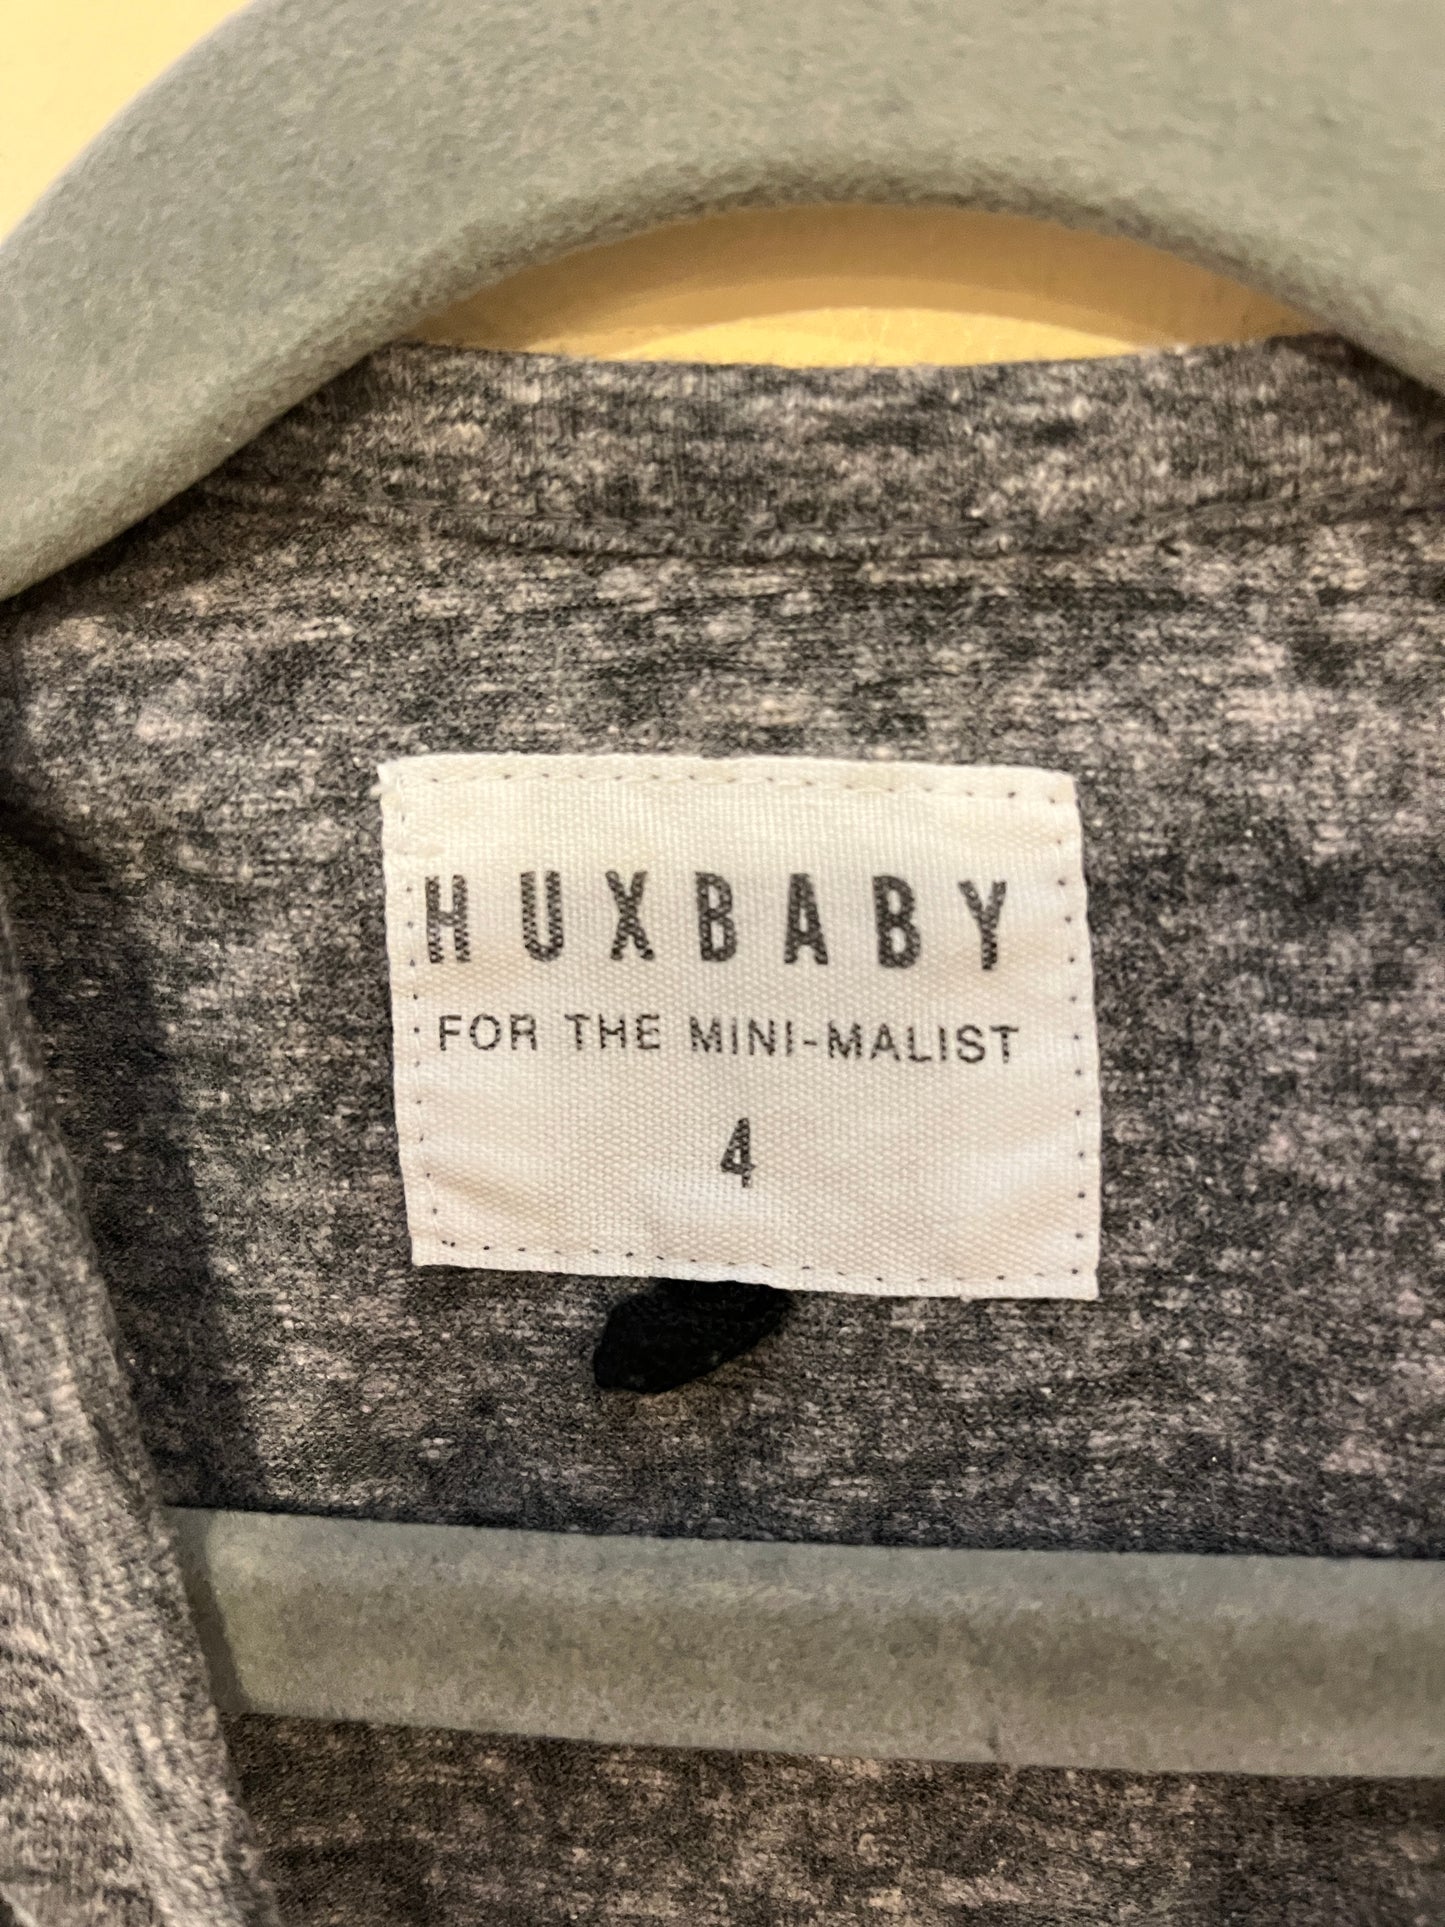 HUXBABY
FOR THE MINI-MALIST
4